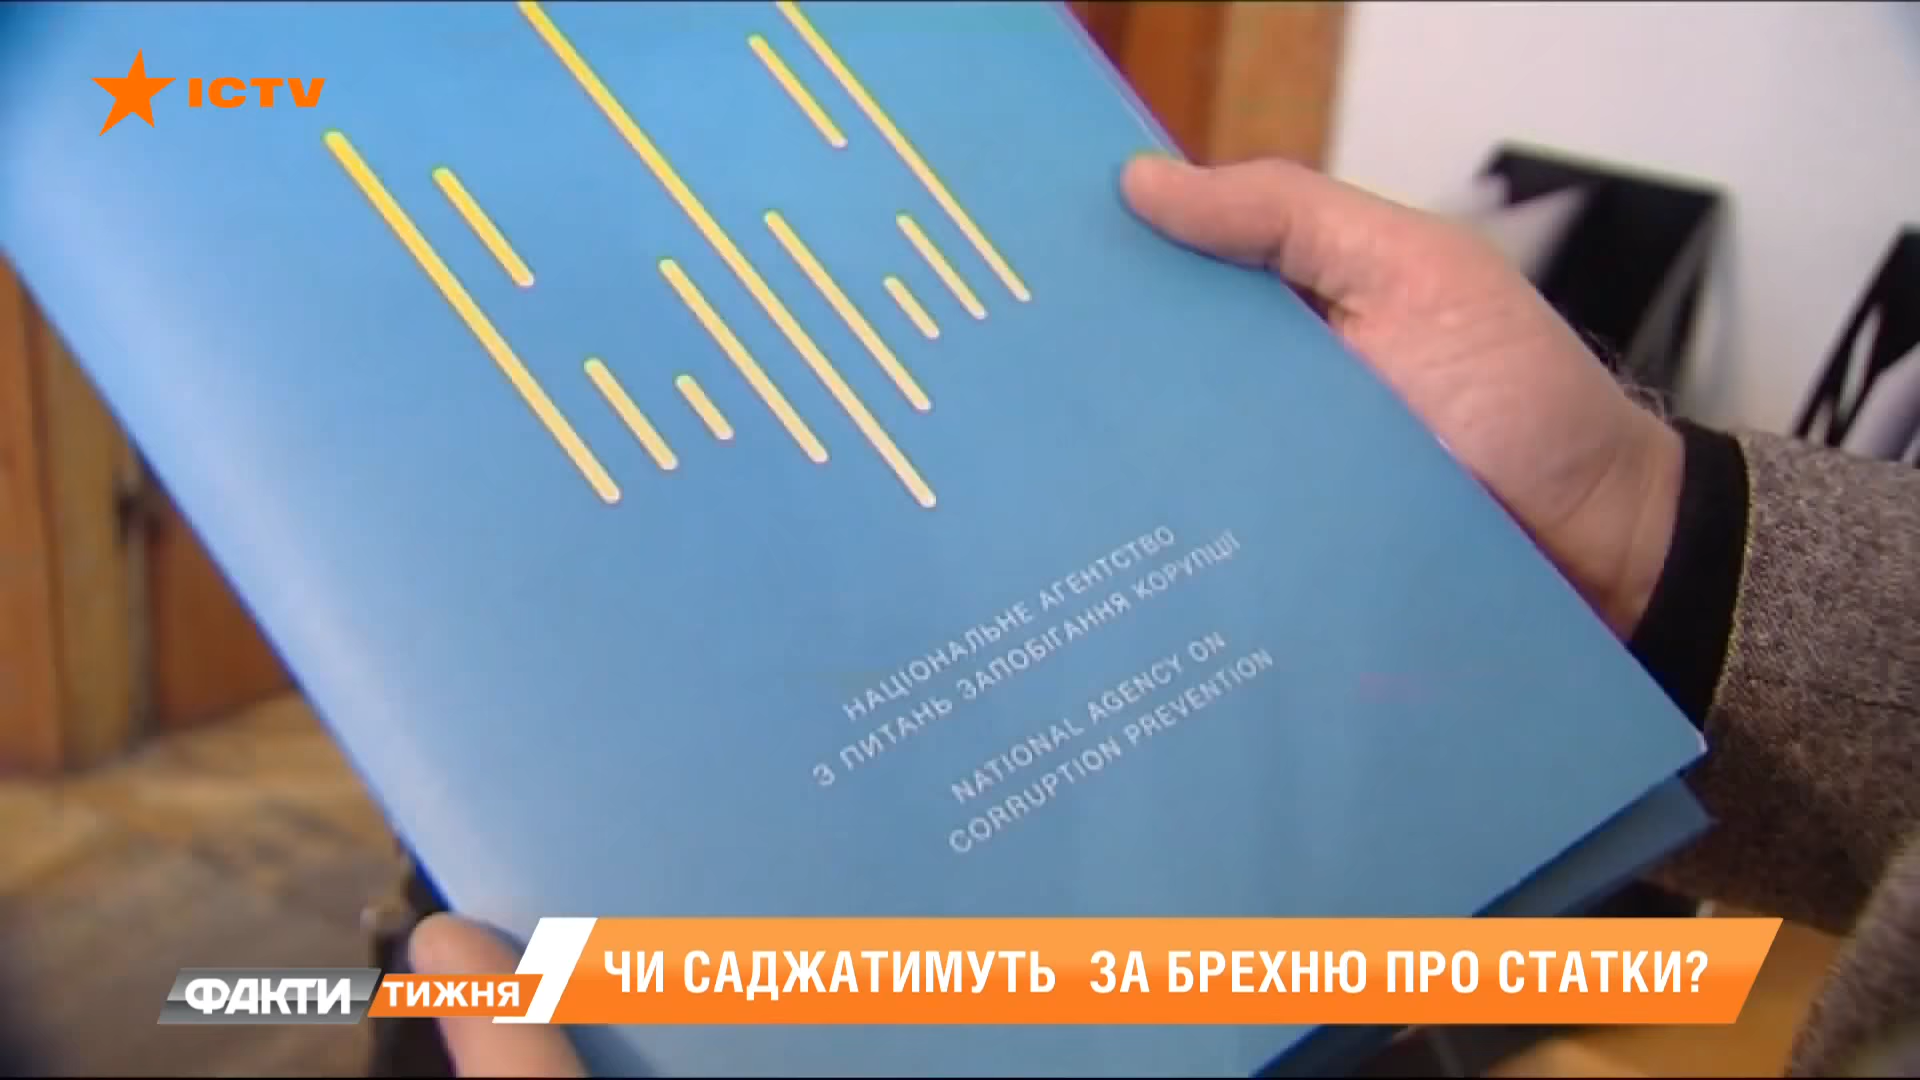 ICTV
НАЦІОНАЛЬНЕ АГЕНТСТВО
З ПИТАНЬ ЗАПОБІГАННЯ КОРУПЦІЇ
NATIONAL AGENCY ON
CORRUPTION PREVENTION
ЧИ САДЖАТИМУТЬ ЗА БРЕХНЮ ПРО СТАТКИ?
ФАКТИ ТИЖНЯ